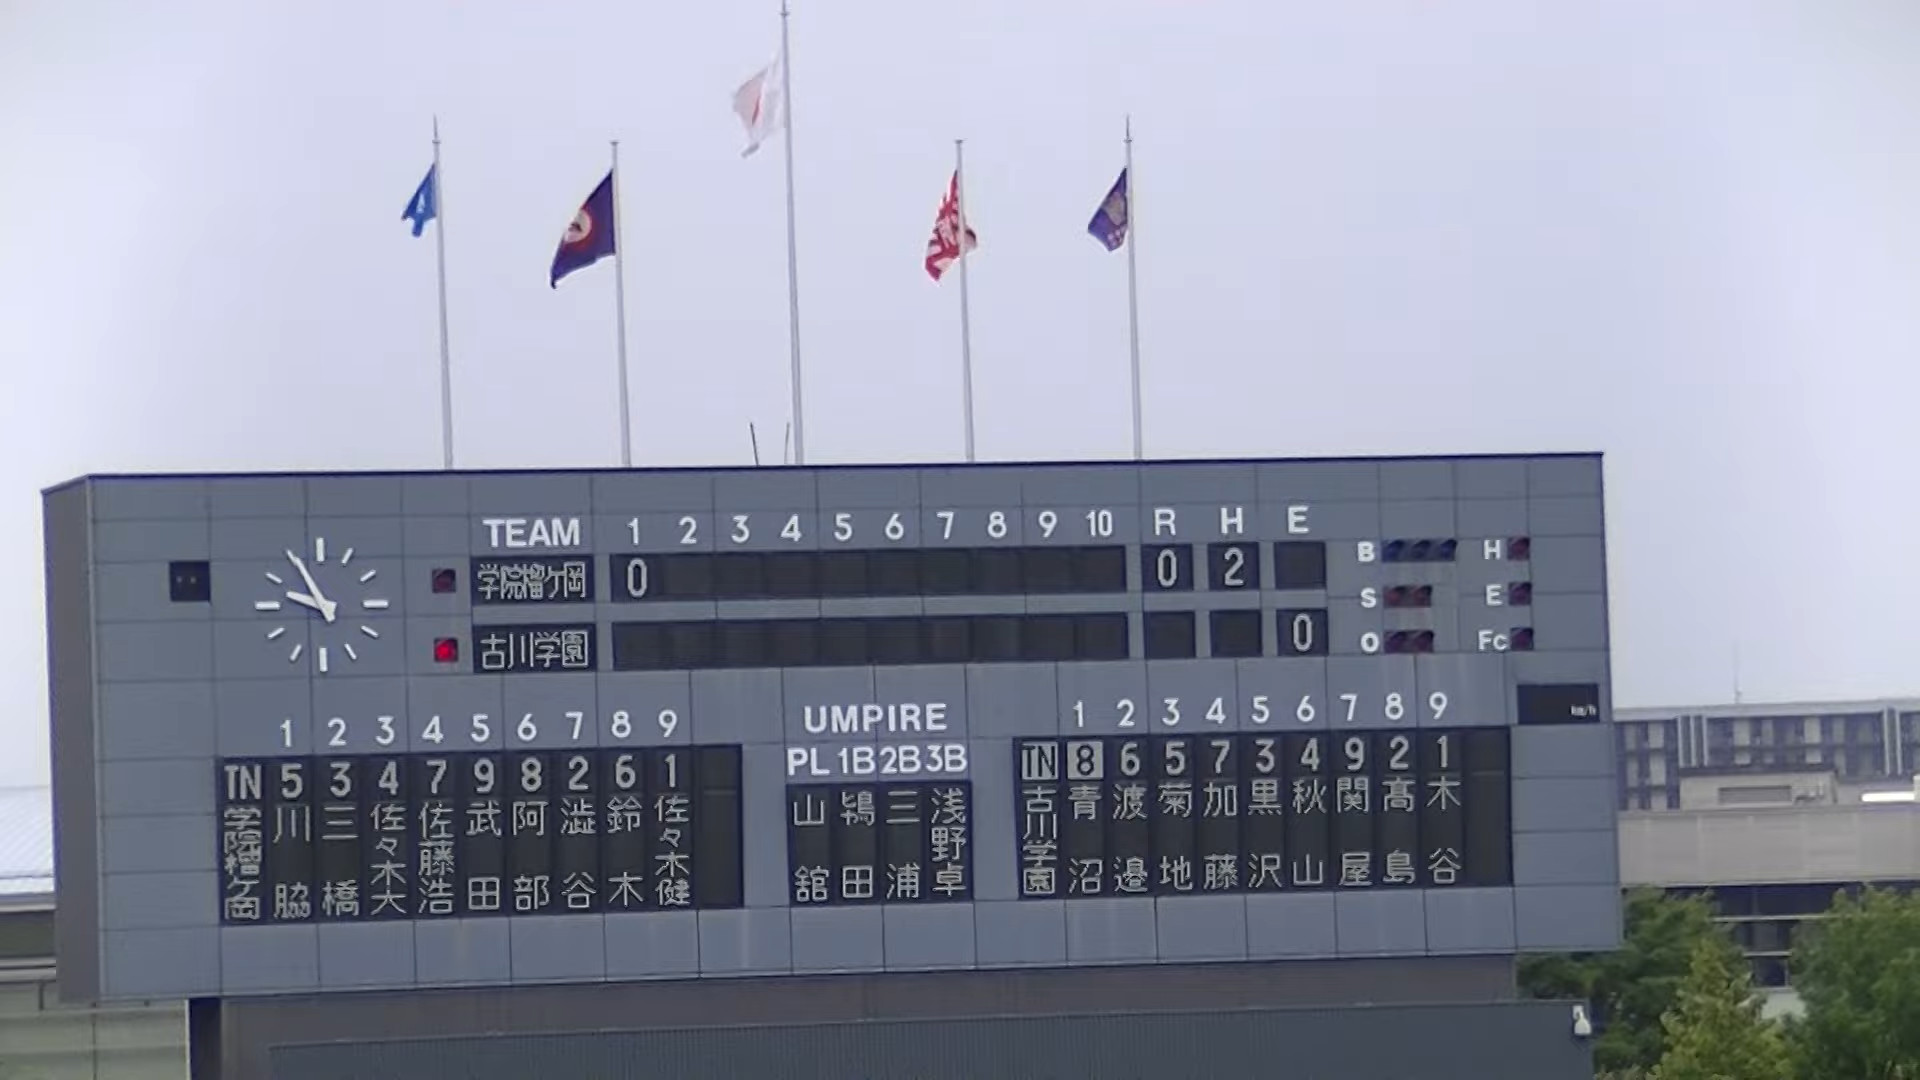 TEAM 1 2 3 4 5 6 7 8 9 10 R H E
学院榴ケ岡 0 0 2
古川学園 0
B H
S E
O Fc
1 2 3 4 5 6 7 8 9
TN 5 3 4 7 9 8 2 6 1
学院榴ケ岡 川脇 三橋 佐々木大 佐藤浩 武田 阿部 澁谷 鈴木 佐々木健
UMPIRE
PL 1B 2B 3B
山舘 鴇田 三浦 浅野卓
1 2 3 4 5 6 7 8 9
TN 8 6 5 7 3 4 9 2 1
古川学園 青沼 渡邉 菊地 加藤 黒沢 秋山 関屋 髙島 木谷
km/h